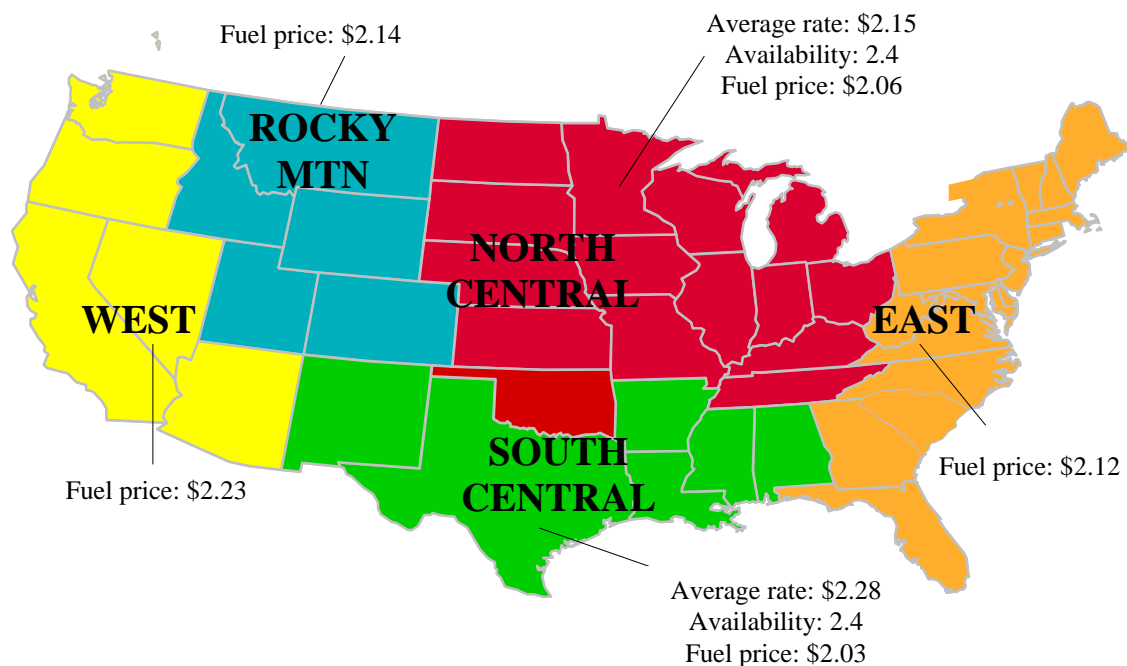 Fuel price: $2.14
Average rate: $2.15
Availability: 2.4
Fuel price: $2.06
ROCKY
MTN
NORTH
CENTRAL
WEST
EAST
SOUTH
CENTRAL
Fuel price: $2.23
Fuel price: $2.12
Average rate: $2.28
Availability: 2.4
Fuel price: $2.03